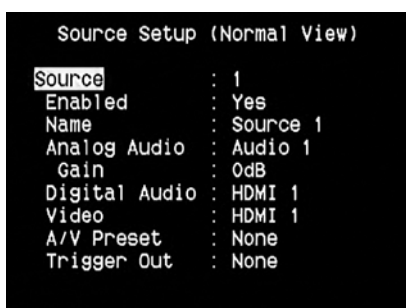 Source Setup (Normal View)
Source : 1
Enabled : Yes
Name : Source 1
Analog Audio : Audio 1
Gain : 0dB
Digital Audio : HDMI 1
Video : HDMI 1
A/V Preset : None
Trigger Out : None